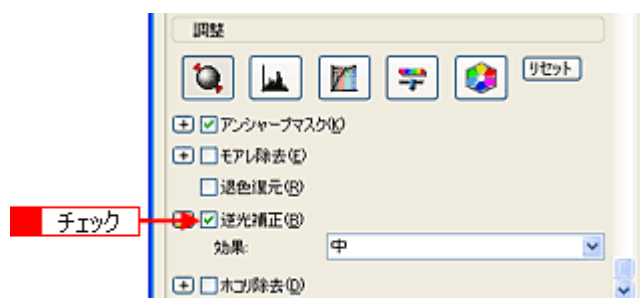 調整
リセット
アンシャープマスク(K)
モアレ除去(E)
退色復元(R)
チェック
逆光補正(B)
効果: 中
ホコリ除去(D)